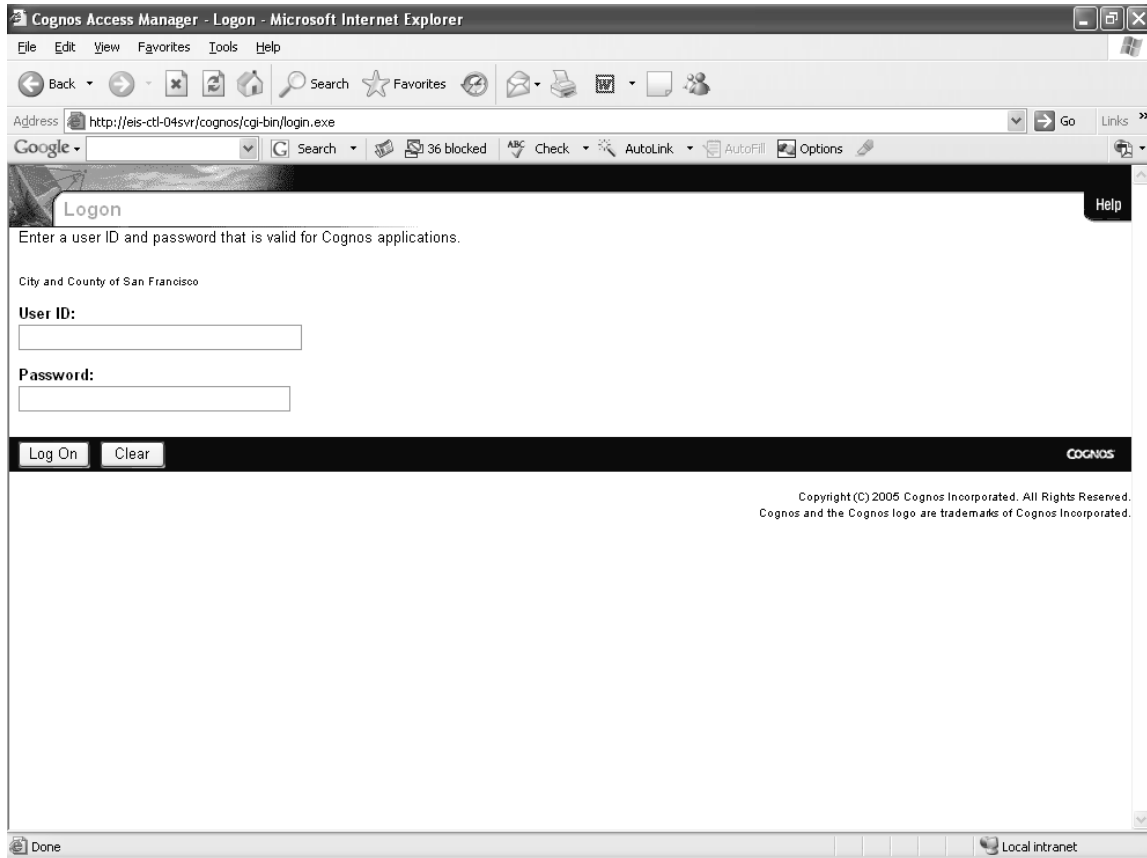 Cognos Access Manager - Logon - Microsoft Internet Explorer
File Edit View Favorites Tools Help
Back Search Favorites
Address http://eis-ctl-04svr/cognos/cgi-bin/login.exe Go Links »
Google Search 36 blocked ABC Check AutoLink AutoFill Options
Logon Help
Enter a user ID and password that is valid for Cognos applications.
City and County of San Francisco
User ID:
Password:
Log On Clear COGNOS
Copyright (C) 2005 Cognos Incorporated. All Rights Reserved.
Cognos and the Cognos logo are trademarks of Cognos Incorporated.
Done Local intranet